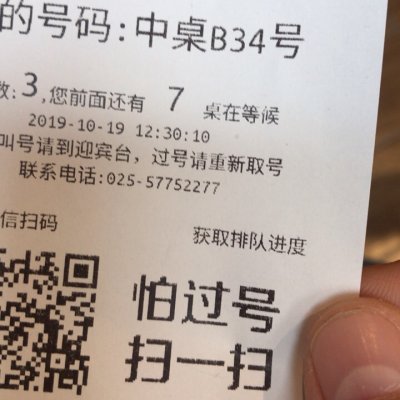 的号码:中桌B34号
数:3,您前面还有 7 桌在等候
2019-10-19 12:30:10
叫号请到迎宾台，过号请重新取号
联系电话:025-57752277
信扫码
获取排队进度
怕过号
扫一扫